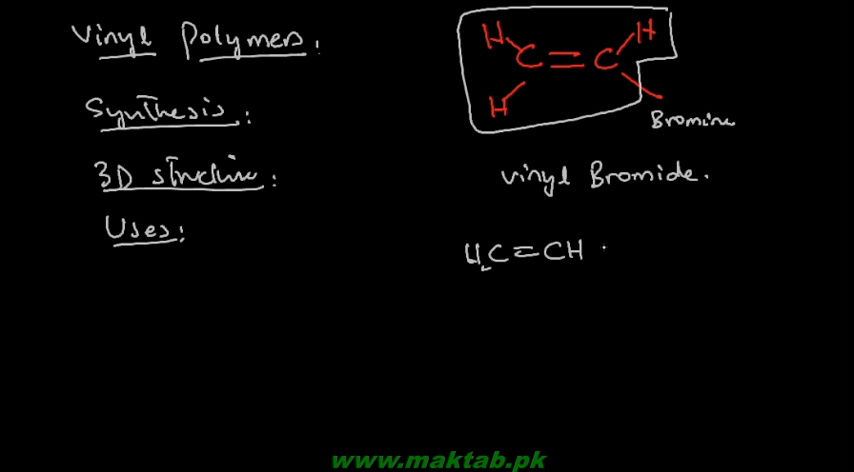 Vinyl Polymers:
H H
C = C
H
Bromine
Synthesis:
3D structure:
Vinyl Bromide.
Uses:
H₂C=CH
www.maktab.pk